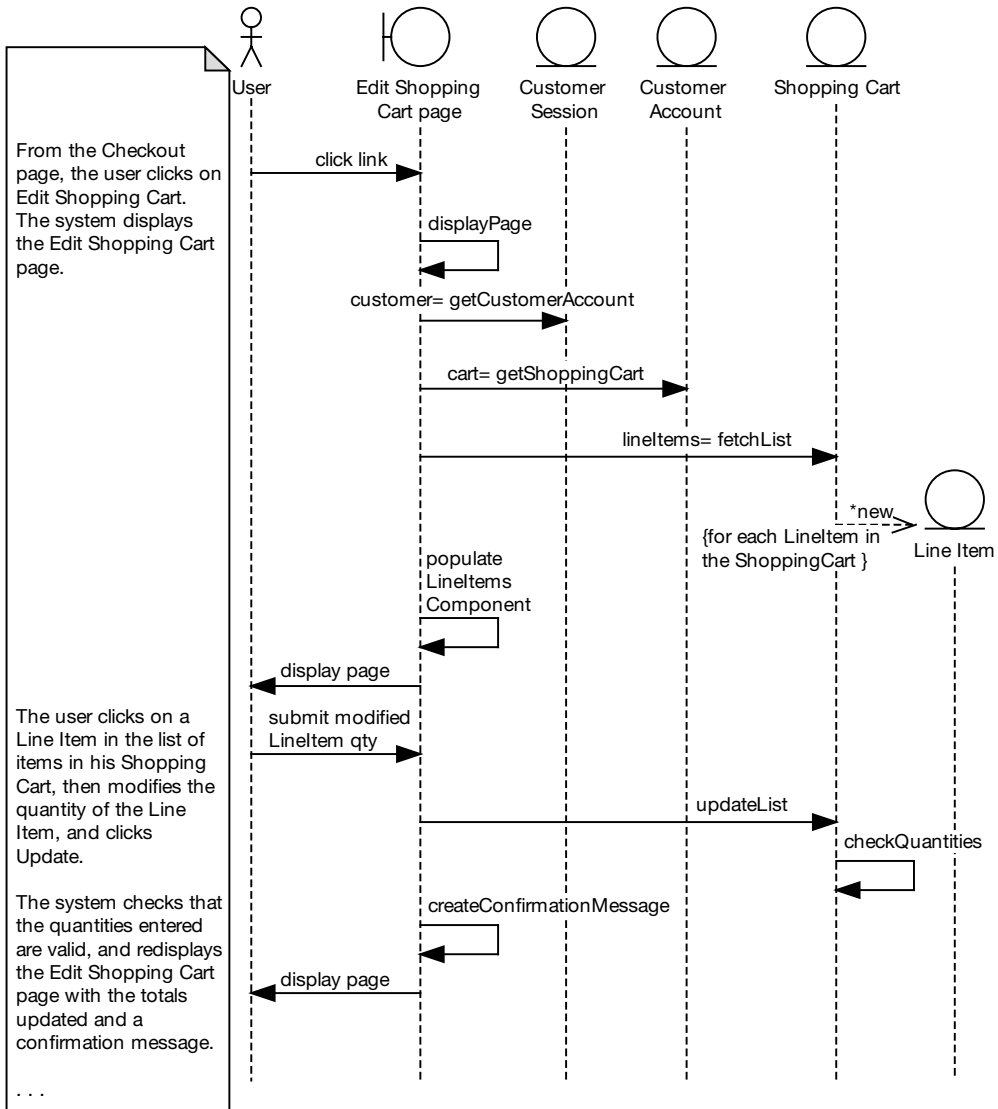 User
Edit Shopping
Cart page
Customer
Session
Customer
Account
Shopping Cart
From the Checkout
page, the user clicks on
Edit Shopping Cart.
The system displays
the Edit Shopping Cart
page.
click link
displayPage
customer= getCustomerAccount
cart= getShoppingCart
lineItems= fetchList
*new
{for each LineItem in
the ShoppingCart }
Line Item
populate
LineItems
Component
display page
The user clicks on a
Line Item in the list of
items in his Shopping
Cart, then modifies the
quantity of the Line
Item, and clicks
Update.
submit modified
LineItem qty
updateList
checkQuantities
The system checks that
the quantities entered
are valid, and redisplays
the Edit Shopping Cart
page with the totals
updated and a
confirmation message.
createConfirmationMessage
display page
. . .